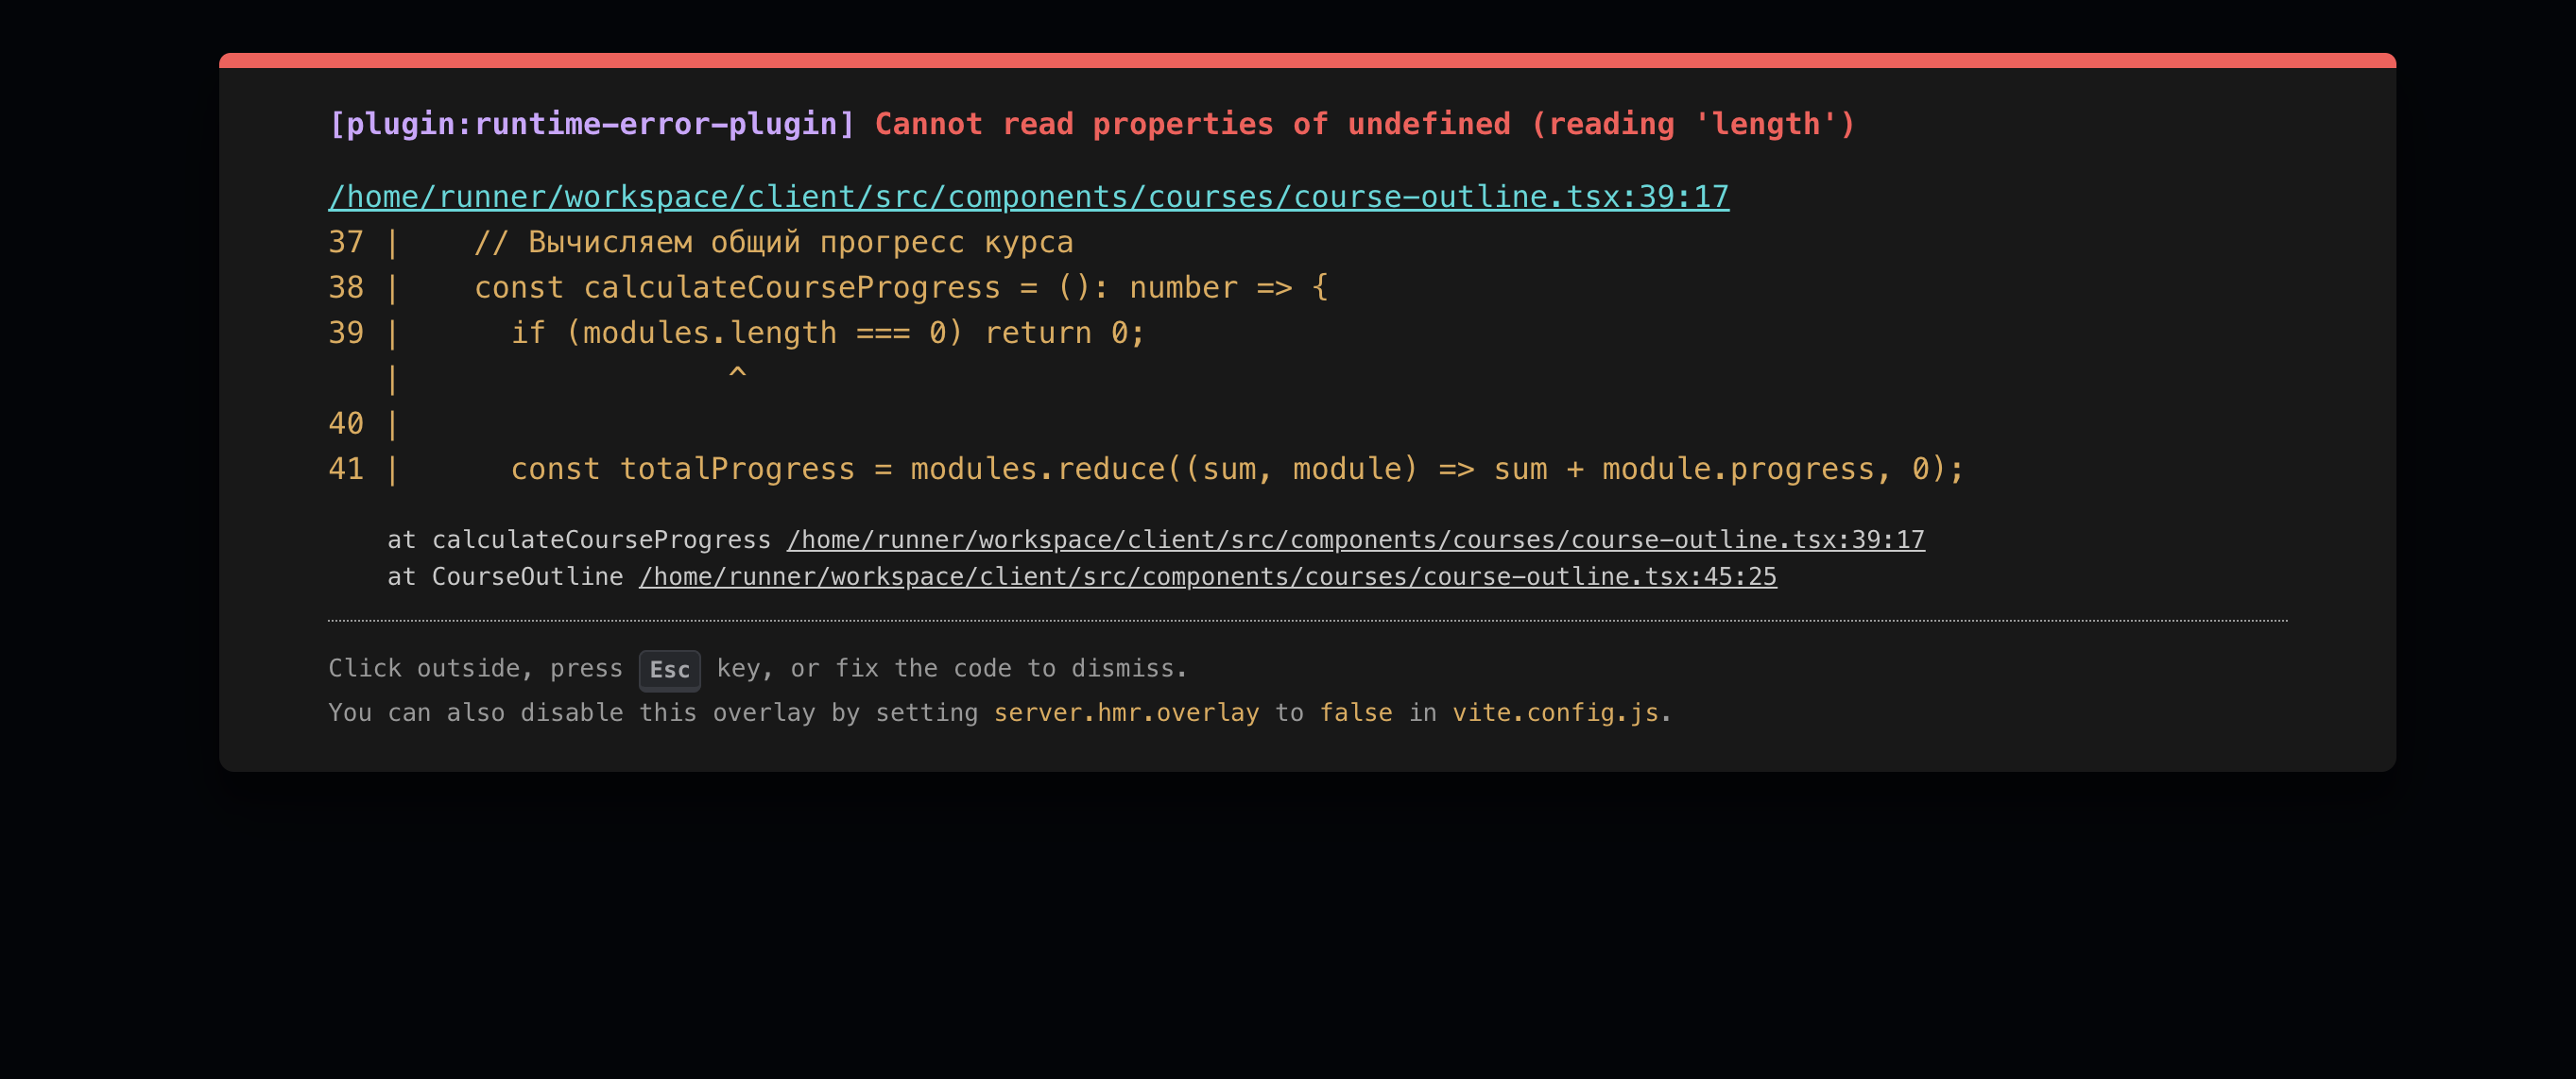 [plugin:runtime-error-plugin] Cannot read properties of undefined (reading 'length')
/home/runner/workspace/client/src/components/courses/course-outline.tsx:39:17
37 |    // Вычисляем общий прогресс курса
38 |    const calculateCourseProgress = (): number => {
39 |      if (modules.length === 0) return 0;
   |                  ^
40 |
41 |      const totalProgress = modules.reduce((sum, module) => sum + module.progress, 0);
    at calculateCourseProgress /home/runner/workspace/client/src/components/courses/course-outline.tsx:39:17
    at CourseOutline /home/runner/workspace/client/src/components/courses/course-outline.tsx:45:25
Click outside, press Esc key, or fix the code to dismiss.
You can also disable this overlay by setting server.hmr.overlay to false in vite.config.js.